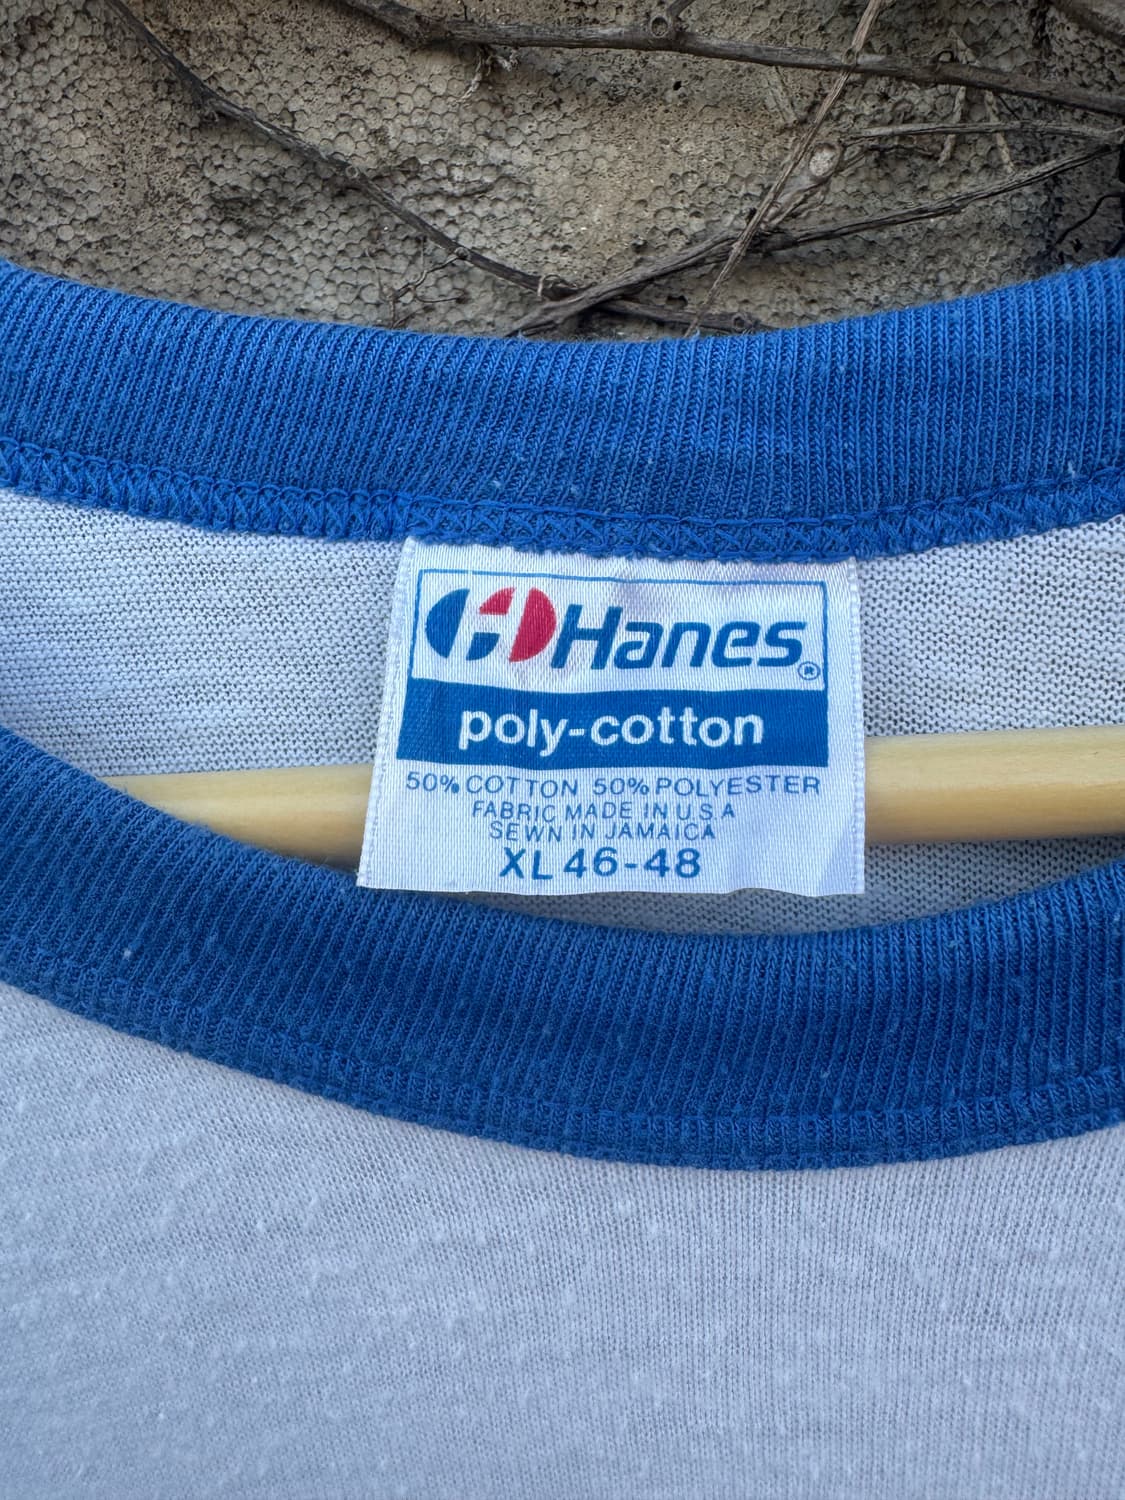 Hanes®
poly-cotton
50% COTTON 50% POLYESTER
FABRIC MADE IN U.S.A
SEWN IN JAMAICA
XL 46-48